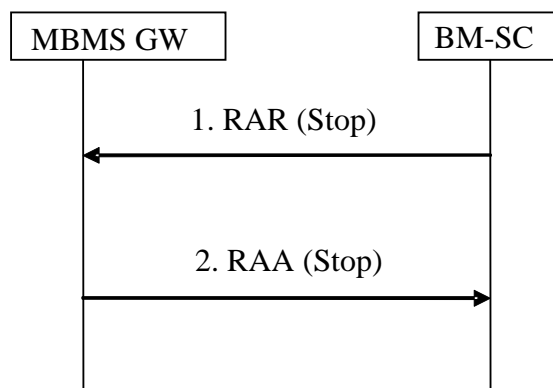 MBMS GW
BM-SC
1. RAR (Stop)
2. RAA (Stop)